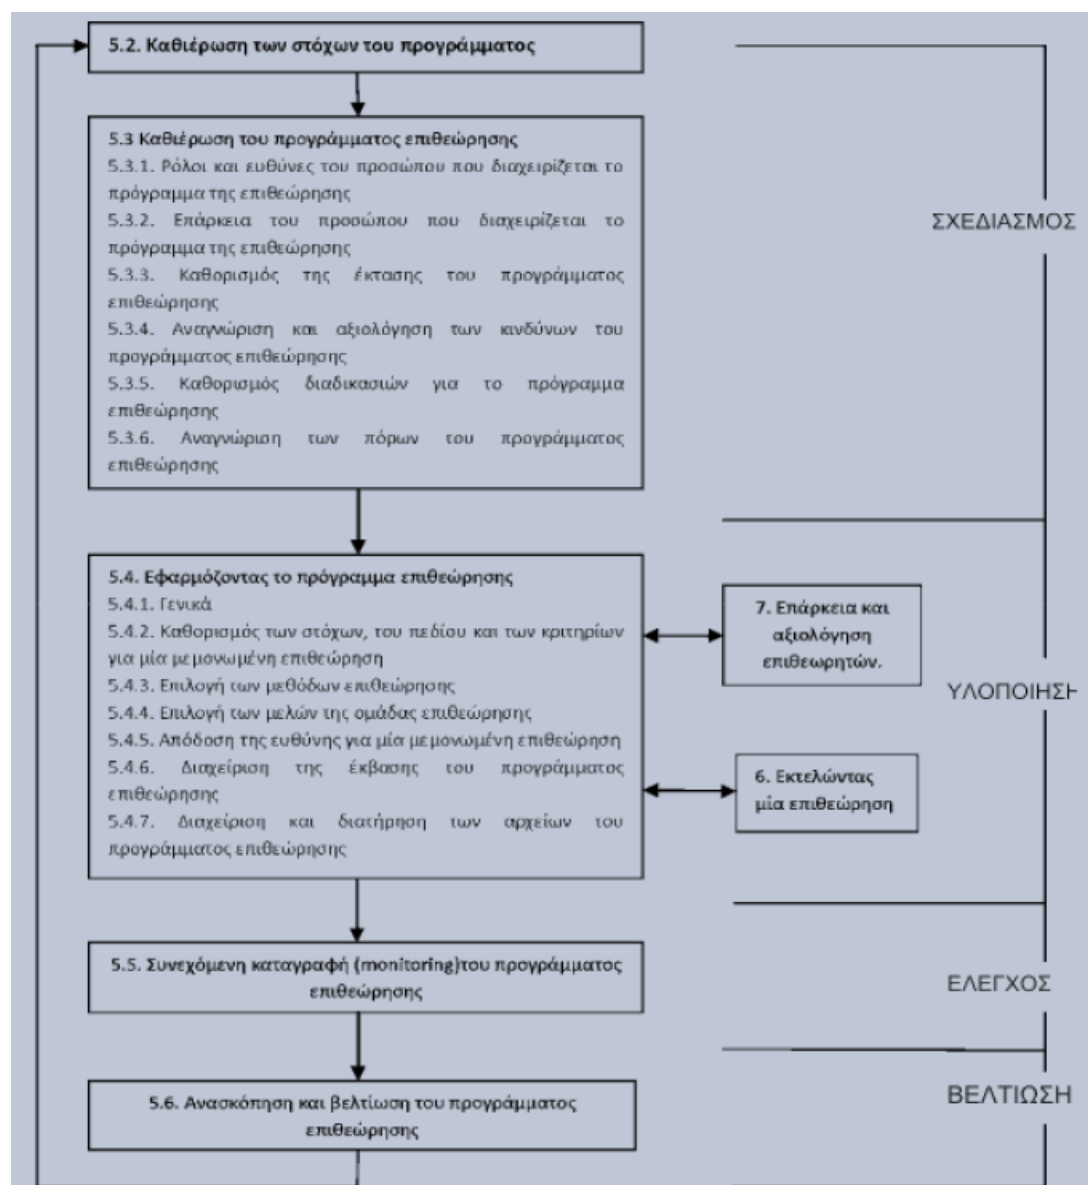 5.2. Καθιέρωση των στόχων του προγράμματος
5.3 Καθιέρωση του προγράμματος επιθεώρησης
5.3.1. Ρόλοι και ευθύνες του προσώπου που διαχειρίζεται το
πρόγραμμα της επιθεώρησης
5.3.2. Επάρκεια του προσώπου που διαχειρίζεται το
πρόγραμμα της επιθεώρησης
5.3.3. Καθορισμός της έκτασης του προγράμματος
επιθεώρησης
5.3.4. Αναγνώριση και αξιολόγηση των κινδύνων του
προγράμματος επιθεώρησης
5.3.5. Καθορισμός διαδικασιών για το πρόγραμμα
επιθεώρησης
5.3.6. Αναγνώριση των πόρων του προγράμματος
επιθεώρησης
ΣΧΕΔΙΑΣΜΟΣ
5.4. Εφαρμόζοντας το πρόγραμμα επιθεώρησης
5.4.1. Γενικά
5.4.2. Καθορισμός των στόχων, του πεδίου και των κριτηρίων
για μία μεμονωμένη επιθεώρηση
5.4.3. Επιλογή των μεθόδων επιθεώρησης
5.4.4. Επιλογή των μελών της ομάδας επιθεώρησης
5.4.5. Απόδοση της ευθύνης για μία μεμονωμένη επιθεώρηση
5.4.6. Διαχείριση της έκβασης του προγράμματος
επιθεώρησης
5.4.7. Διαχείριση και διατήρηση των αρχείων του
προγράμματος επιθεώρησης
7. Επάρκεια και
αξιολόγηση
επιθεωρητών.
6. Εκτελώντας
μία επιθεώρηση
ΥΛΟΠΟΙΗΣΗ
5.5. Συνεχόμενη καταγραφή (monitoring)του προγράμματος
επιθεώρησης
ΕΛΕΓΧΟΣ
5.6. Ανασκόπηση και βελτίωση του προγράμματος
επιθεώρησης
ΒΕΛΤΙΩΣΗ